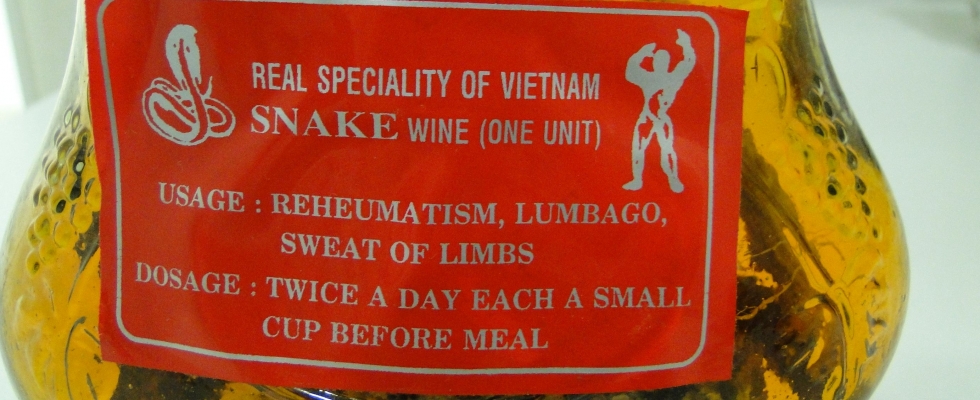 REAL SPECIALITY OF VIETNAM
SNAKE WINE (ONE UNIT)
USAGE : REHEUMATISM, LUMBAGO,
SWEAT OF LIMBS
DOSAGE : TWICE A DAY EACH A SMALL
CUP BEFORE MEAL